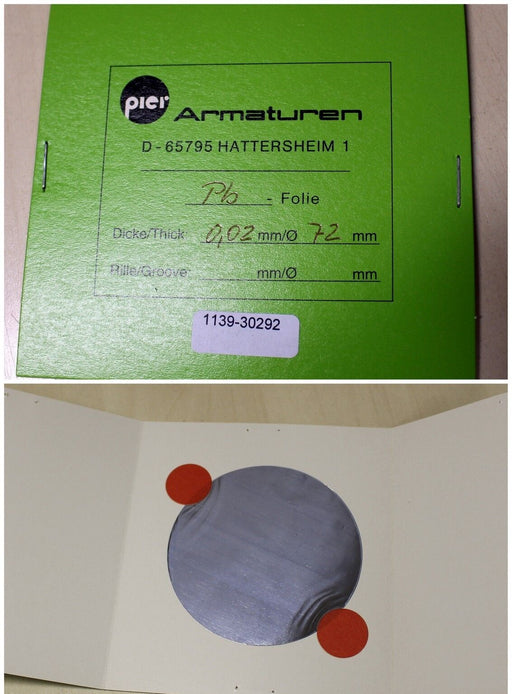 pier Armaturen
D-65795 HATTERSHEIM 1
Pb - Folie
Dicke/Thick 0,02 mm/Ø 72 mm
Rille/Groove mm/Ø mm
1139-30292